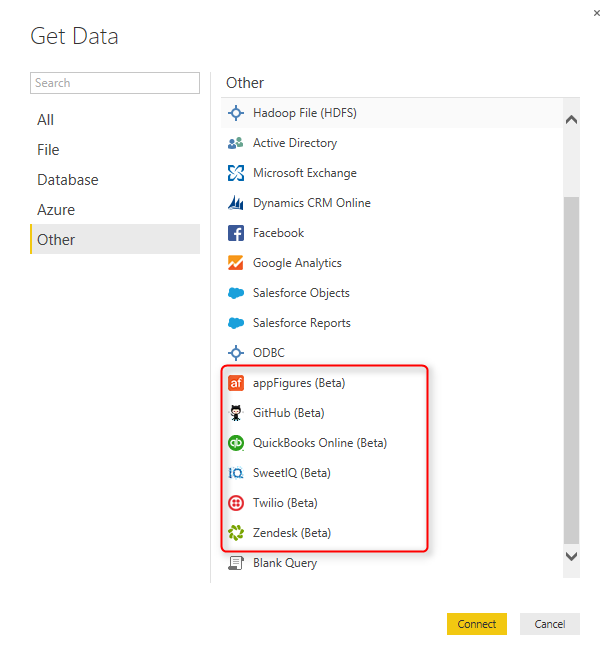 Get Data
Search
All
File
Database
Azure
Other
Other
Hadoop File (HDFS)
Active Directory
Microsoft Exchange
Dynamics CRM Online
Facebook
Google Analytics
Salesforce Objects
Salesforce Reports
ODBC
af appFigures (Beta)
GitHub (Beta)
qb QuickBooks Online (Beta)
IQ SweetIQ (Beta)
Twilio (Beta)
Zendesk (Beta)
Blank Query
Connect Cancel